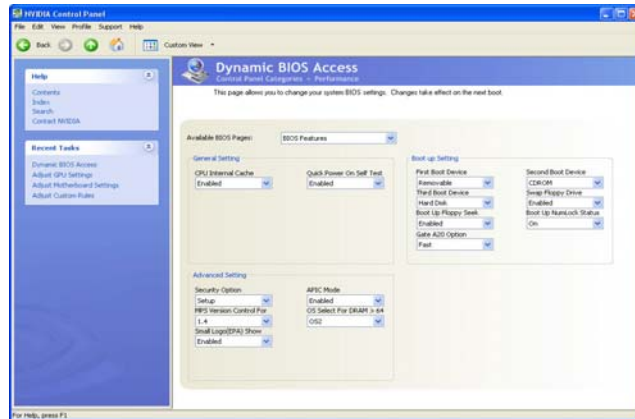 NVIDIA Control Panel
File Edit View Profile Support Help
Back
Custom View
Help
Contents
Index
Search
Contact NVIDIA
Recent Tasks
Dynamic BIOS Access
Adjust GPU Settings
Adjust Motherboard Settings
Adjust Custom Rules
Dynamic BIOS Access
Control Panel Categories - Performance
This page allows you to change your system BIOS settings. Changes take effect on the next boot.
Available BIOS Pages: BIOS Features
General Setting
CPU Internal Cache Quick Power On Self Test
Enabled Enabled
Boot up Setting
First Boot Device Second Boot Device
Removable CDROM
Third Boot Device Swap Floppy Drive
Hard Disk Enabled
Boot Up Floppy Seek Boot Up NumLock Status
Enabled On
Gate A20 Option
Fast
Advanced Setting
Security Option APIC Mode
Setup Enabled
MPS Version Control For OS Select For DRAM > 64
1.4 OS2
Small Logo(EPA) Show
Enabled
For Help, press F1